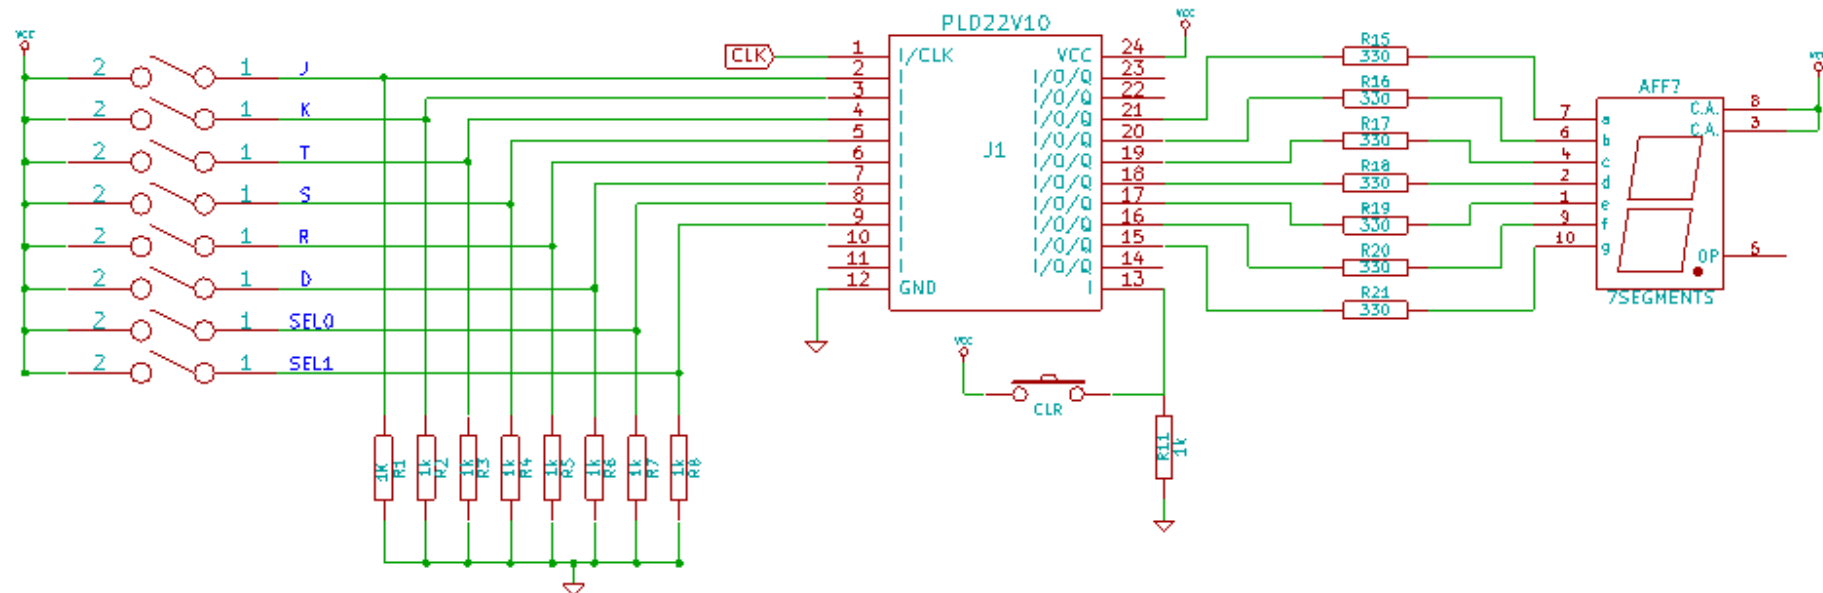 PLD22V10
VCC
VCC
2 1 J
2 1 K
2 1 T
2 1 S
2 1 R
2 1 D
2 1 SEL0
2 1 SEL1
CLK
1 I/CLK VCC 24
2 I I/O/Q 23
3 I I/O/Q 22
4 I I/O/Q 21
5 I I/O/Q 20
6 I I/O/Q 19
7 I I/O/Q 18
8 I I/O/Q 17
9 I I/O/Q 16
10 I I/O/Q 15
11 I I/O/Q 14
12 GND I 13
J1
R15
330
R16
330
R17
330
R18
330
R19
330
R20
330
R21
330
AFF?
7 a C.A. 8
6 b C.A. 3
4 c
2 d
1 e
9 f
10 g
DP 5
7SEGMENTS
VCC
CLR
R11
1k
1K R1
1k R2
1k R3
1k R4
1k R5
1k R6
1k R7
1k R8